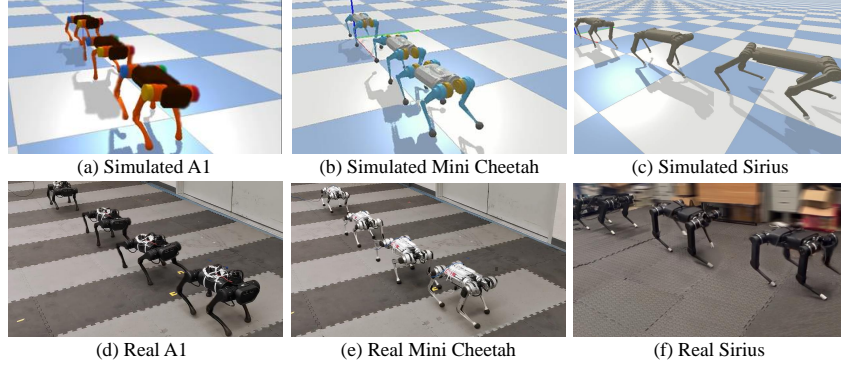 (a) Simulated A1
(b) Simulated Mini Cheetah
(c) Simulated Sirius
(d) Real A1
(e) Real Mini Cheetah
(f) Real Sirius